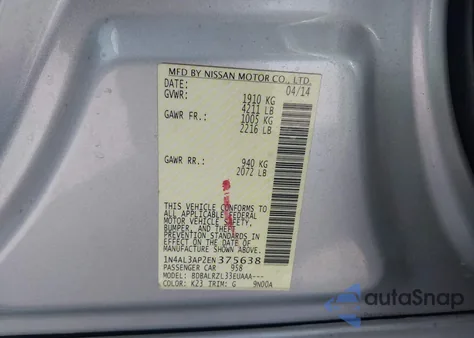 MFD BY NISSAN MOTOR CO., LTD.
DATE: 04/14
GVWR: 1910 KG
4211 LB
GAWR FR.: 1005 KG
2216 LB
GAWR RR.: 940 KG
2072 LB
THIS VEHICLE CONFORMS TO
ALL APPLICABLE FEDERAL
MOTOR VEHICLE SAFETY,
BUMPER, AND THEFT
PREVENTION STANDARDS IN
EFFECT ON THE DATE OF
MANUFACTURE SHOWN ABOVE.
1N4AL3AP2EN375638
PASSENGER CAR 958
MODEL: BDBALRZL33EUAAA---
COLOR: K23 TRIM: G 9N00A
AutoSnap